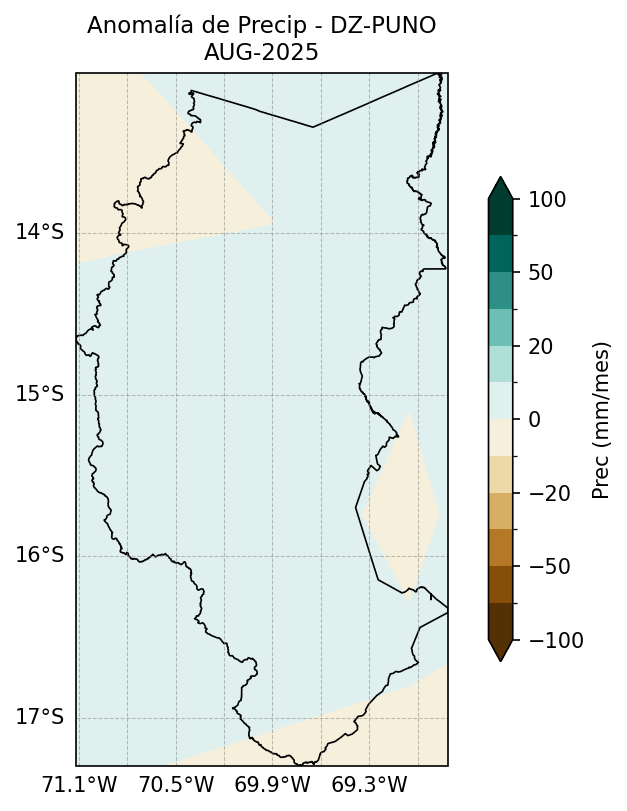 Anomalía de Precip - DZ-PUNO
AUG-2025
14°S
15°S
16°S
17°S
71.1°W 70.5°W 69.9°W 69.3°W
100
50
20
0
−20
−50
−100
Prec (mm/mes)